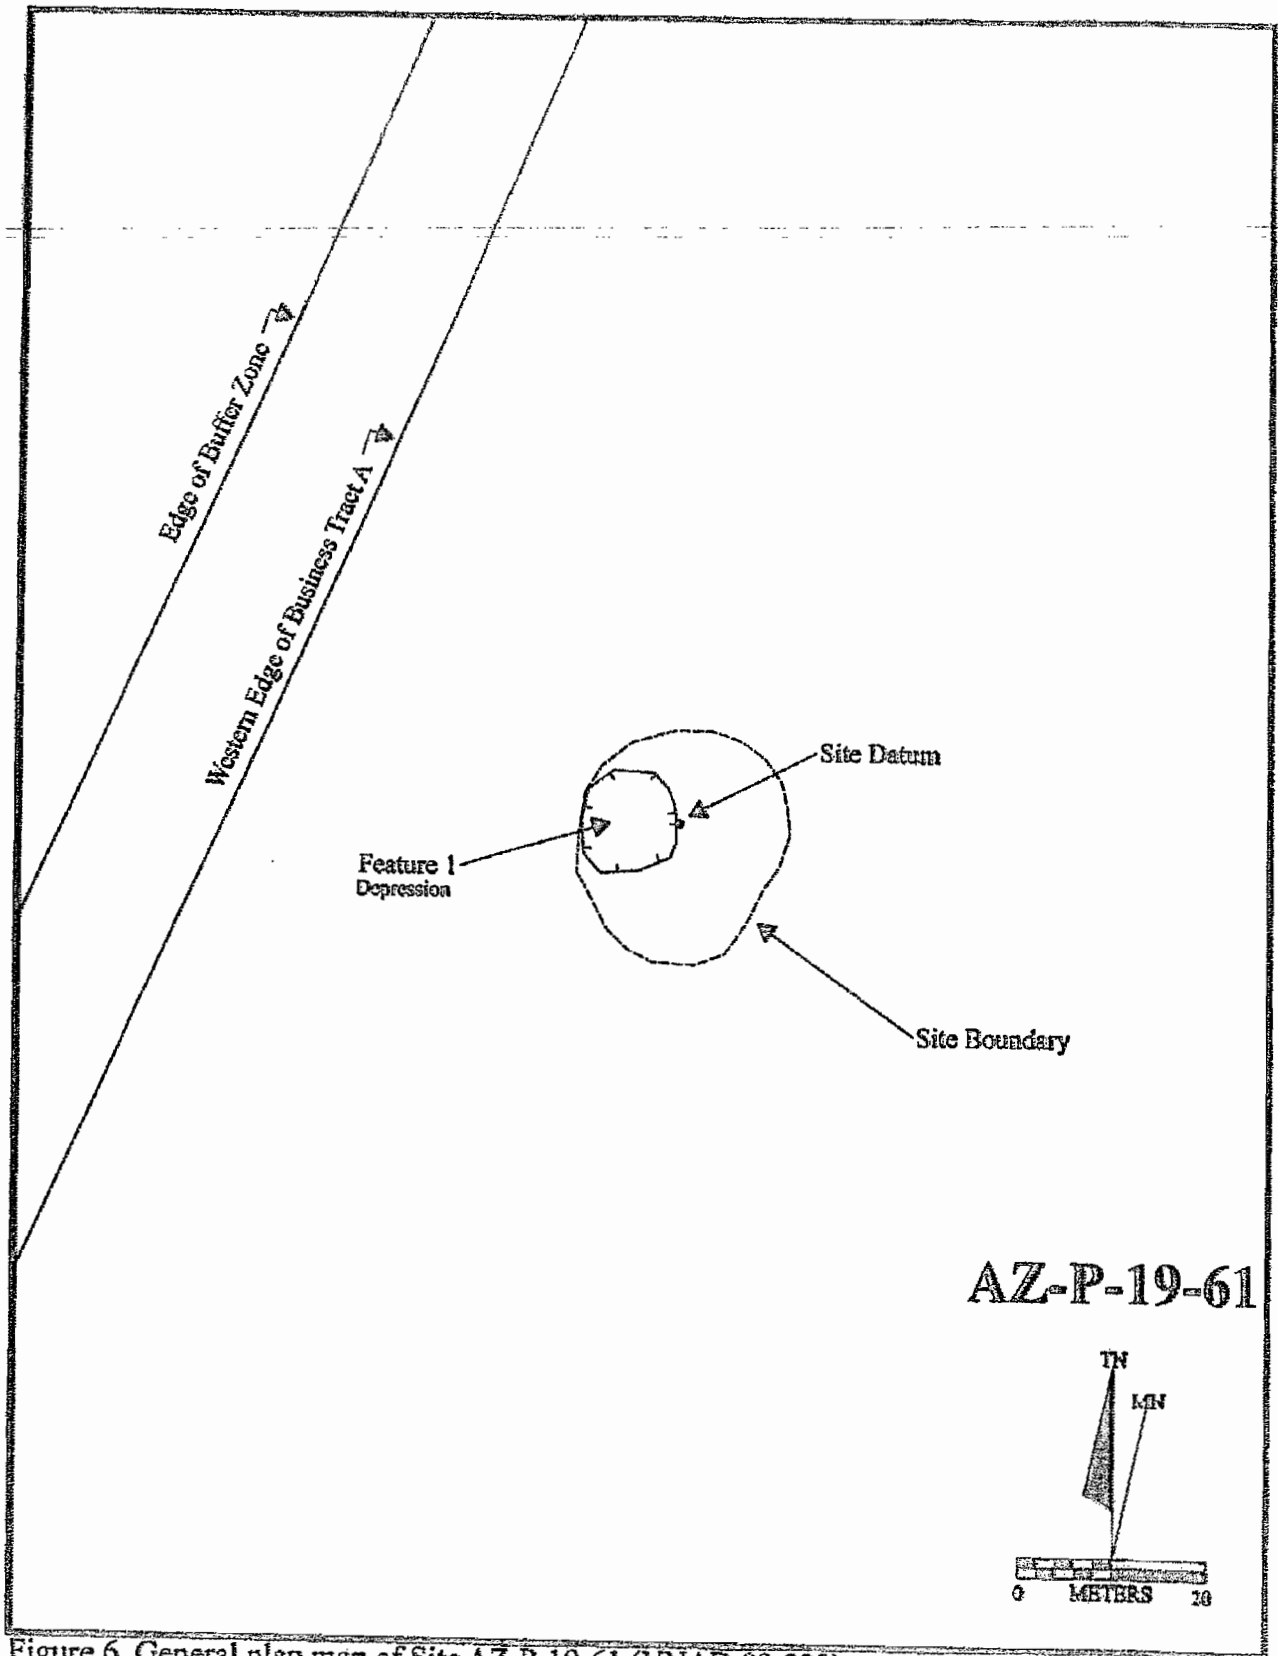 Edge of Buffer Zone
Western Edge of Business Tract A
Site Datum
Feature 1
Depression
Site Boundary
AZ-P-19-61
TN
MN
0 METERS 20
Figure 6. General plan map of Site AZ-P-19-61